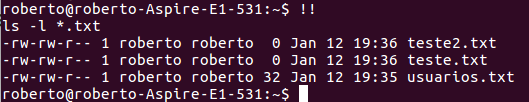 roberto@roberto-Aspire-E1-531:~$ !!
ls -l *.txt
-rw-rw-r-- 1 roberto roberto  0 Jan 12 19:36 teste2.txt
-rw-rw-r-- 1 roberto roberto  0 Jan 12 19:36 teste.txt
-rw-rw-r-- 1 roberto roberto 32 Jan 12 19:35 usuarios.txt
roberto@roberto-Aspire-E1-531:~$